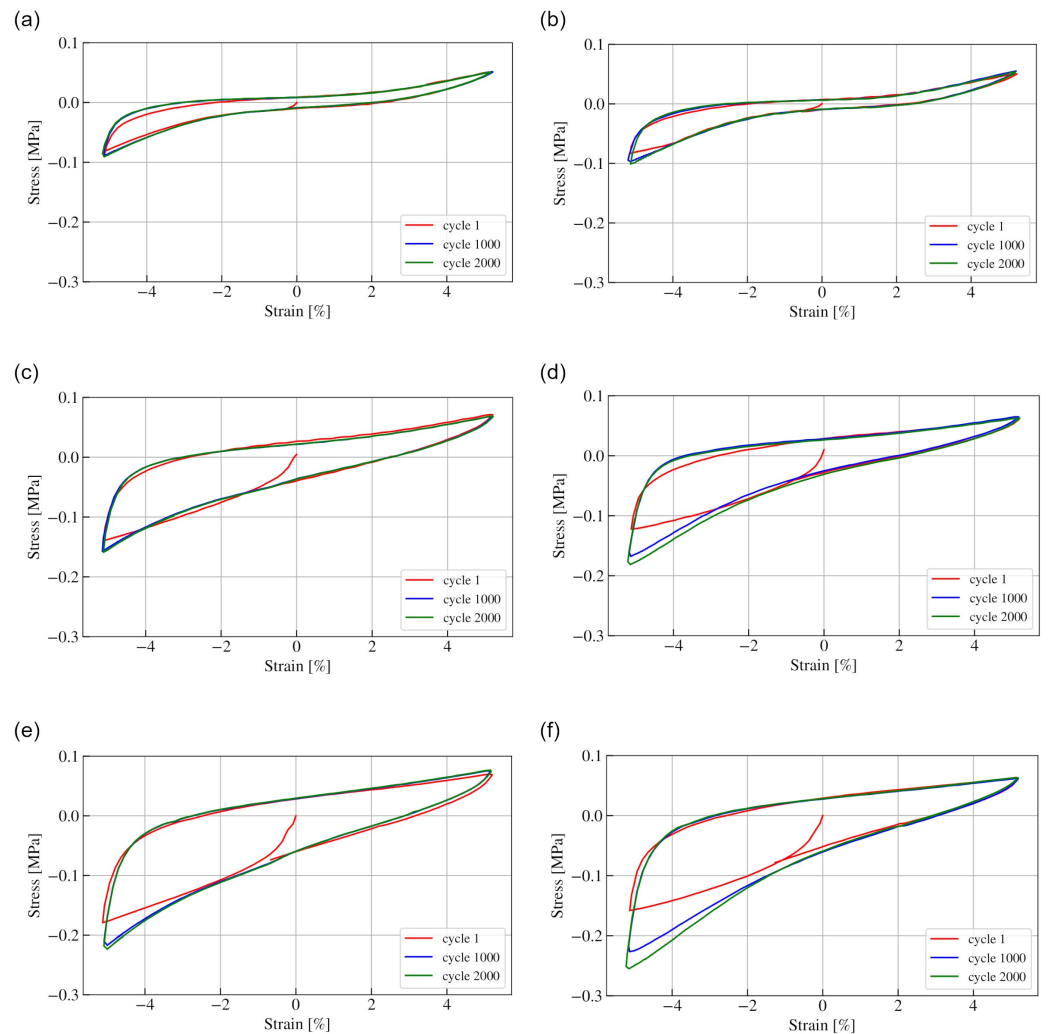 (a)
0.1
0.0
−0.1
−0.2
−0.3
Stress [MPa]
−4 −2 0 2 4
Strain [%]
cycle 1
cycle 1000
cycle 2000
(b)
0.1
0.0
−0.1
−0.2
−0.3
Stress [MPa]
−4 −2 0 2 4
Strain [%]
cycle 1
cycle 1000
cycle 2000
(c)
0.1
0.0
−0.1
−0.2
−0.3
Stress [MPa]
−4 −2 0 2 4
Strain [%]
cycle 1
cycle 1000
cycle 2000
(d)
0.1
0.0
−0.1
−0.2
−0.3
Stress [MPa]
−4 −2 0 2 4
Strain [%]
cycle 1
cycle 1000
cycle 2000
(e)
0.1
0.0
−0.1
−0.2
−0.3
Stress [MPa]
−4 −2 0 2 4
Strain [%]
cycle 1
cycle 1000
cycle 2000
(f)
0.1
0.0
−0.1
−0.2
−0.3
Stress [MPa]
−4 −2 0 2 4
Strain [%]
cycle 1
cycle 1000
cycle 2000